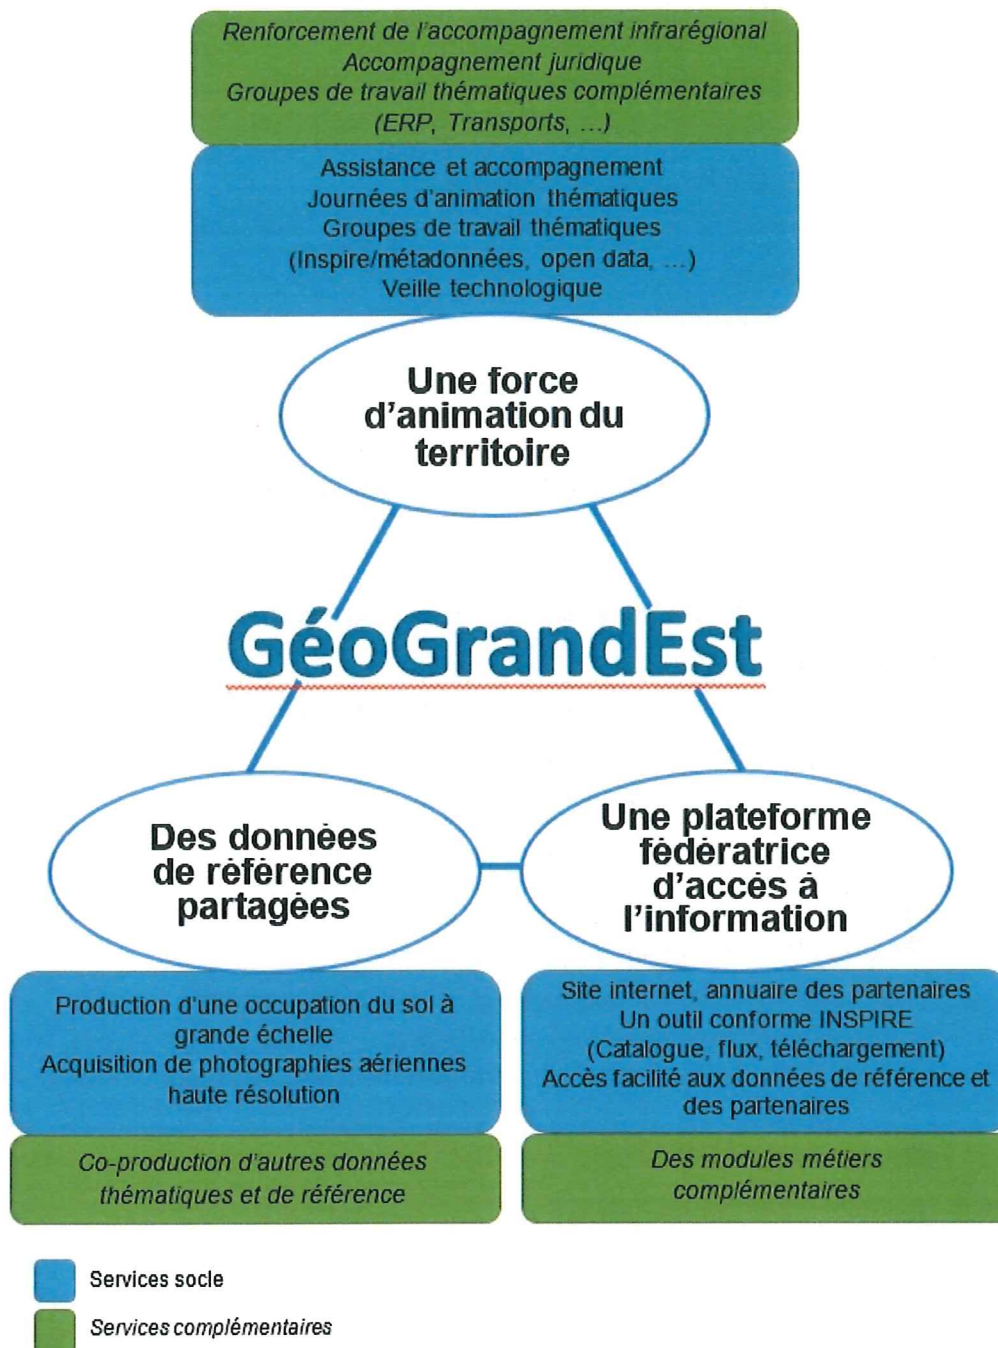 Renforcement de l'accompagnement infrarégional
Accompagnement juridique
Groupes de travail thématiques complémentaires
(ERP, Transports, ...)
Assistance et accompagnement
Journées d'animation thématiques
Groupes de travail thématiques
(Inspire/métadonnées, open data, ...)
Veille technologique
Une force
d'animation du
territoire
GéoGrandEst
Des données
de référence
partagées
Une plateforme
fédératrice
d'accès à
l'information
Production d'une occupation du sol à
grande échelle
Acquisition de photographies aériennes
haute résolution
Site internet, annuaire des partenaires
Un outil conforme INSPIRE
(Catalogue, flux, téléchargement)
Accès facilité aux données de référence et
des partenaires
Co-production d'autres données
thématiques et de référence
Des modules métiers
complémentaires
Services socle
Services complémentaires